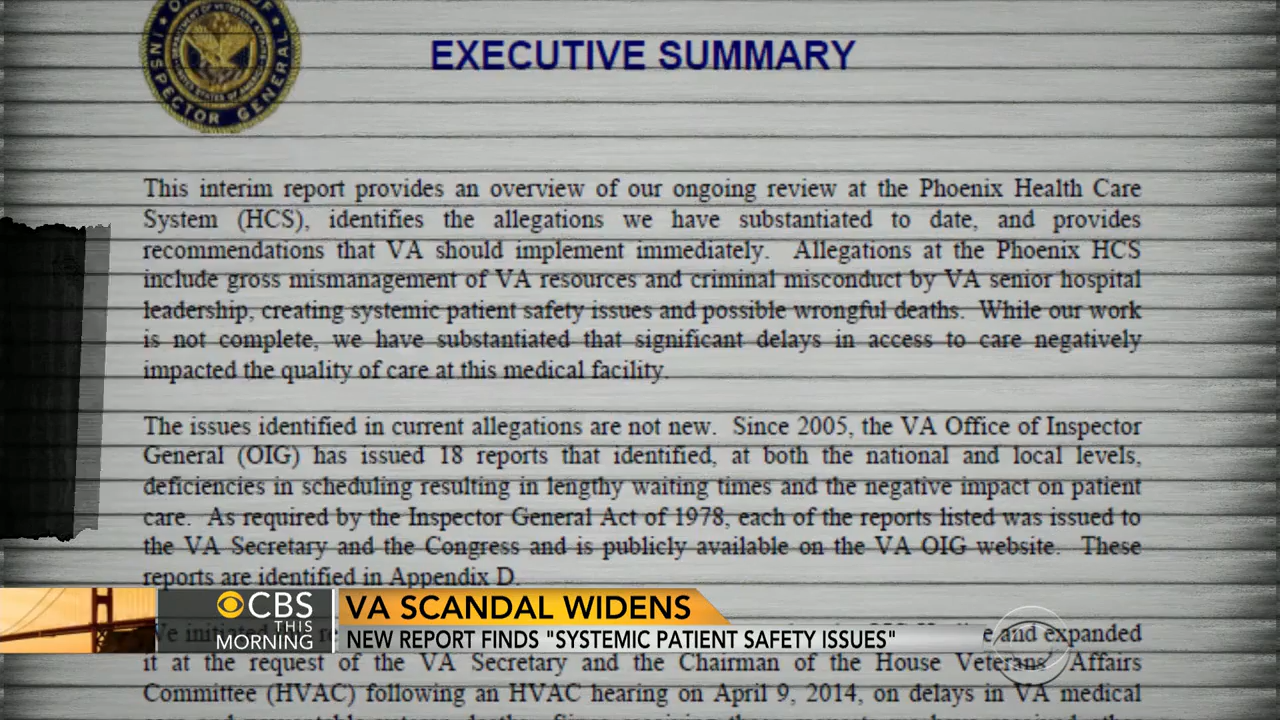 INSPECTOR GENERAL
EXECUTIVE SUMMARY
This interim report provides an overview of our ongoing review at the Phoenix Health Care
System (HCS), identifies the allegations we have substantiated to date, and provides
recommendations that VA should implement immediately. Allegations at the Phoenix HCS
include gross mismanagement of VA resources and criminal misconduct by VA senior hospital
leadership, creating systemic patient safety issues and possible wrongful deaths. While our work
is not complete, we have substantiated that significant delays in access to care negatively
impacted the quality of care at this medical facility.
The issues identified in current allegations are not new. Since 2005, the VA Office of Inspector
General (OIG) has issued 18 reports that identified, at both the national and local levels,
deficiencies in scheduling resulting in lengthy waiting times and the negative impact on patient
care. As required by the Inspector General Act of 1978, each of the reports listed was issued to
the VA Secretary and the Congress and is publicly available on the VA OIG website. These
reports are identified in Appendix D.
and expanded
it at the request of the VA Secretary and the Chairman of the House Veterans' Affairs
Committee (HVAC) following an HVAC hearing on April 9, 2014, on delays in VA medical
CBS
THIS
MORNING
VA SCANDAL WIDENS
NEW REPORT FINDS "SYSTEMIC PATIENT SAFETY ISSUES"